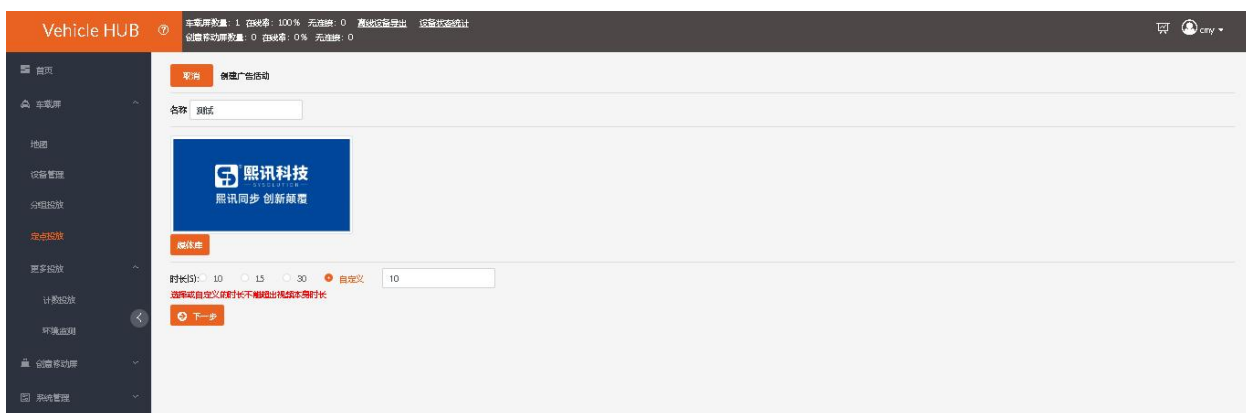 Vehicle HUB
车载屏数量: 1 在线率: 100% 无连接: 0 离线设备导出 设备状态统计
创意移动屏数量: 0 在线率: 0% 无连接: 0
cmy
首页
取消 创建广告活动
车载屏
名称 测试
地图
设备管理
熙讯科技
熙讯同步 创新颠覆
分组投放
定点投放
媒体库
更多投放
时长(S): 10 15 30 自定义 10
选择或自定义的时长不能超出视频本身时长
计数投放
下一步
环境监测
创意移动屏
系统管理